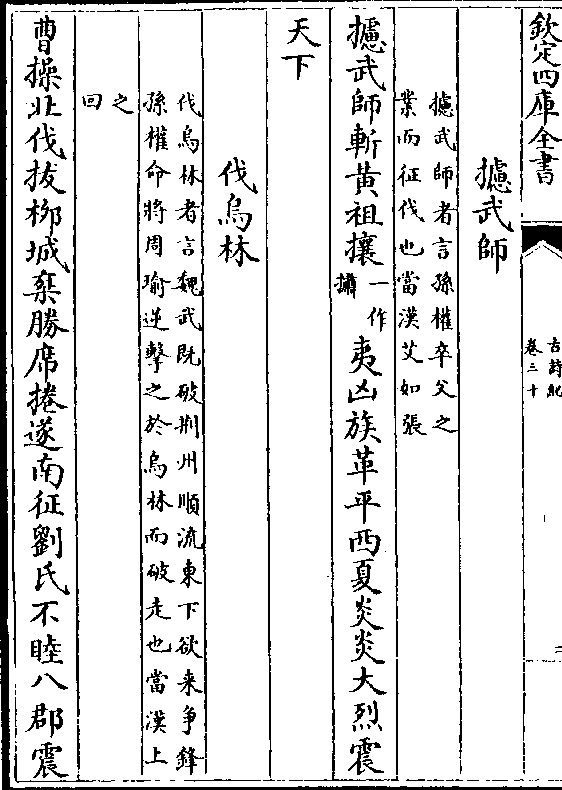 欽定四庫全書
古詩紀
卷三十
二
攄武師
攄武師者言孫權卒父之
業而征伐也當漢艾如張
攄武師斬黃祖攘
一作
攟
夷凶族革平西夏炎炎大烈震
天下
伐烏林
伐烏林者言魏武既破荆州順流東下欲来爭鋒
孫權命將周瑜逆擊之於烏林而破走也當漢上
之
回
曹操北伐拔柳城乗勝席捲遂南征劉氏不睦八郡震